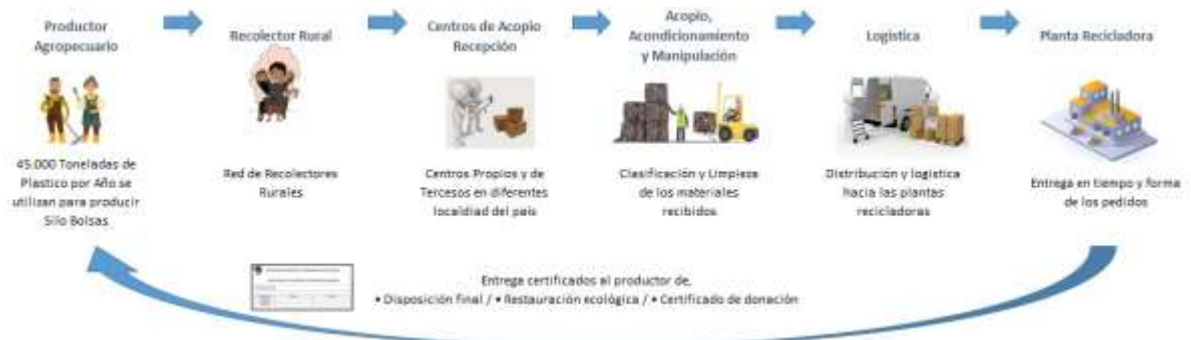 Productor
Agropecuario
45.000 Toneladas de
Plastico por Año se
utilizan para producir
Silo Bolsas
Recolector Rural
Red de Recolectores
Rurales
Centros de Acopio
Recepción
Centros Propios y de
Tercesos en diferentes
localdiad del país
Acopio,
Acondicionamiento
y Manipulación
Clasificación y Limpieza
de los materiales
recibidos
Logística
Distribución y logistica
hacia las plantas
recicladoras
Planta Recicladora
Entrega en tiempo y forma
de los pedidos
Entrega certificados al productor de,
• Disposición final / • Restauración ecológica / • Certificado de donación